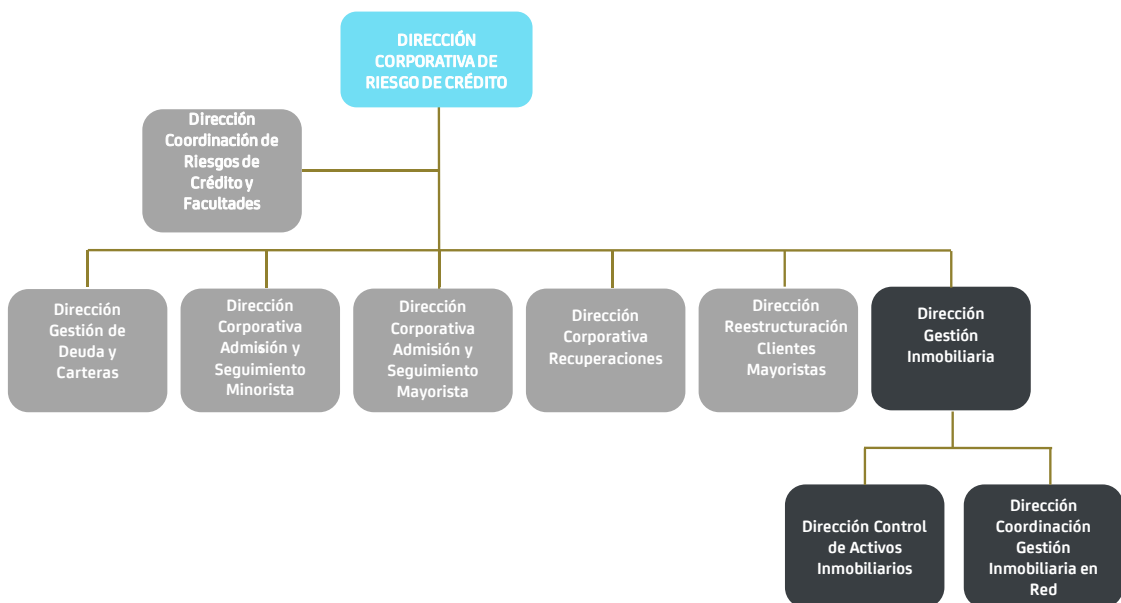 DIRECCIÓN
CORPORATIVA DE
RIESGO DE CRÉDITO
Dirección
Coordinación de
Riesgos de
Crédito y
Facultades
Dirección
Gestión de
Deuda y
Carteras
Dirección
Corporativa
Admisión y
Seguimiento
Minorista
Dirección
Corporativa
Admisión y
Seguimiento
Mayorista
Dirección
Corporativa
Recuperaciones
Dirección
Reestructuración
Clientes
Mayoristas
Dirección
Gestión
Inmobiliaria
Dirección Control
de Activos
Inmobiliarios
Dirección
Coordinación
Gestión
Inmobiliaria en
Red